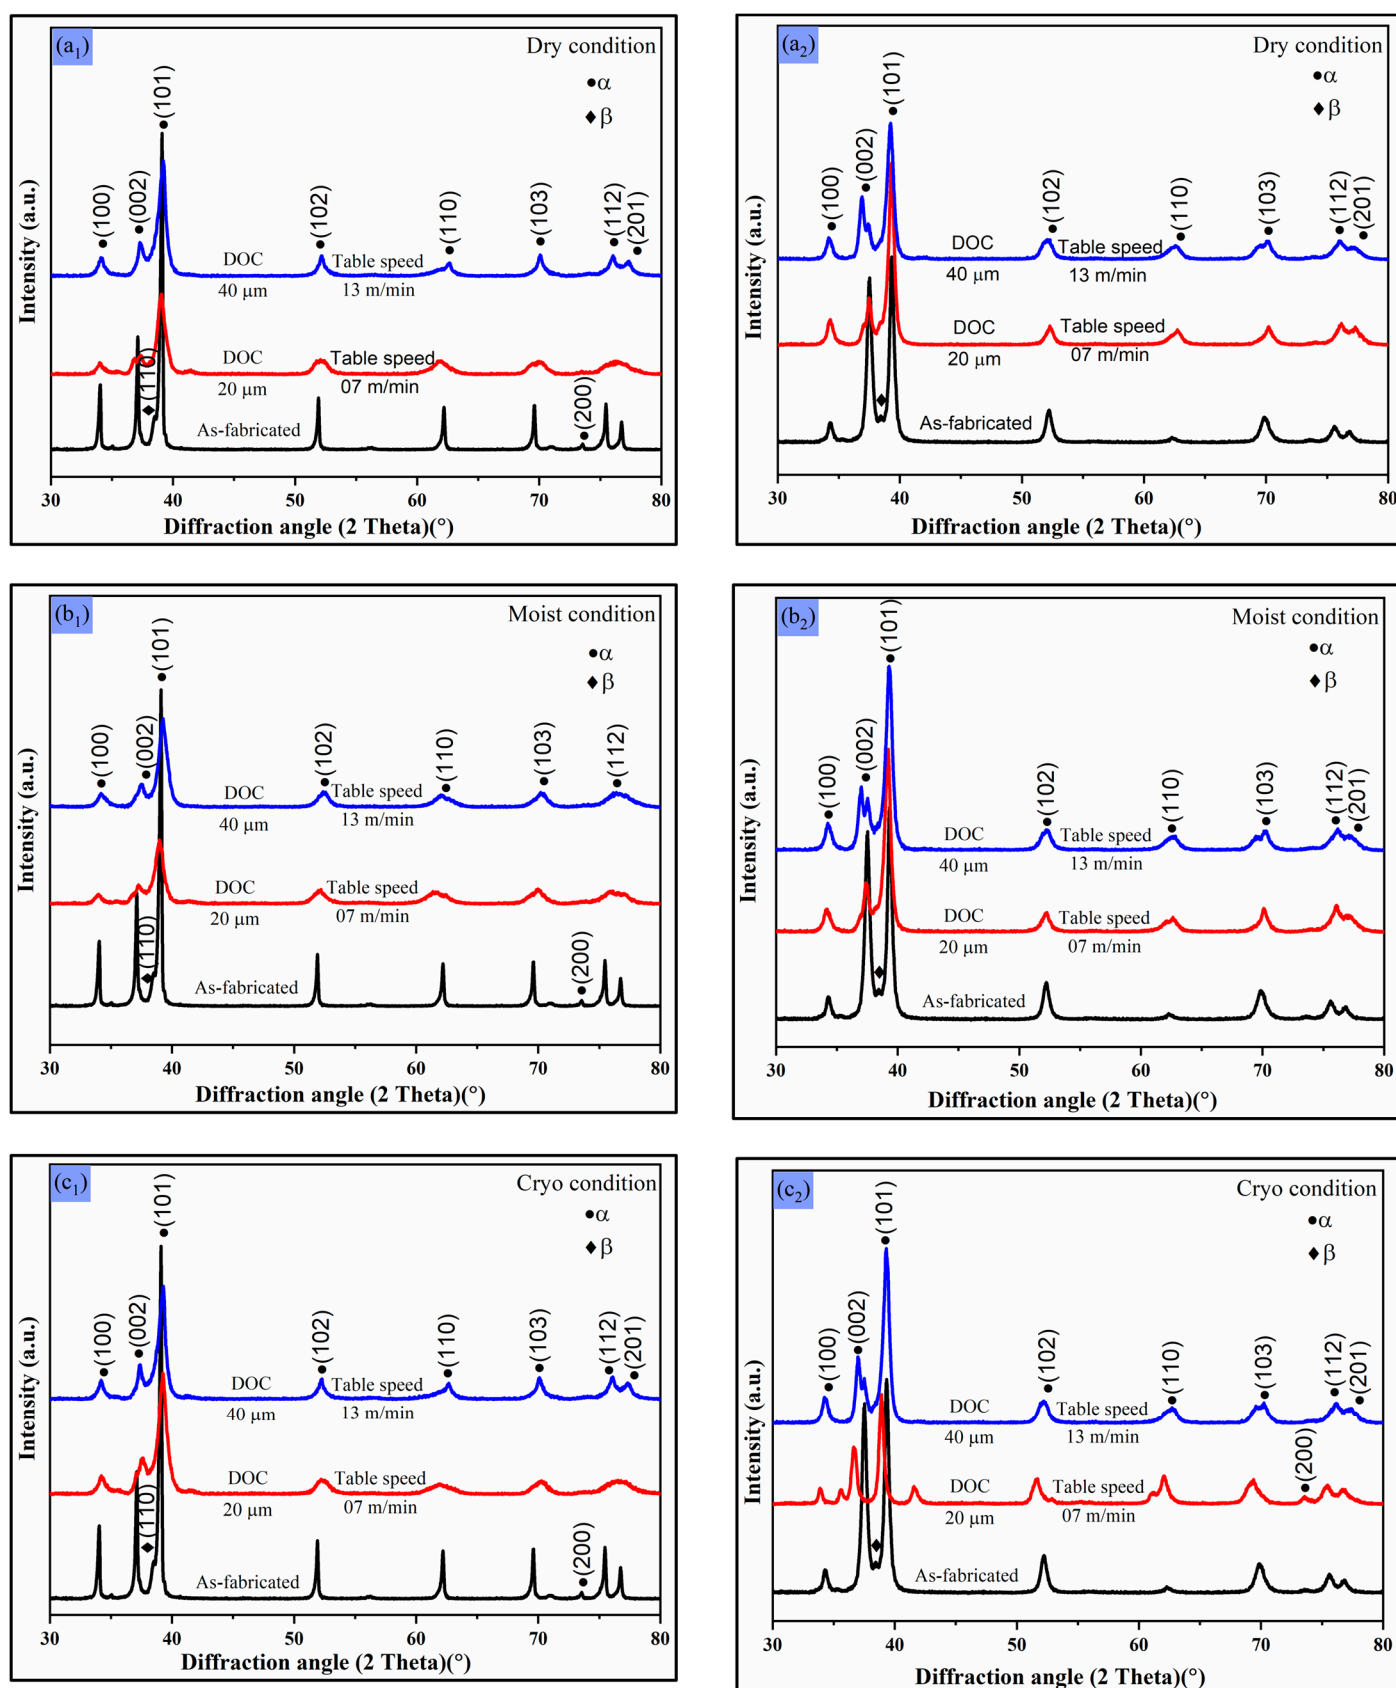 (a1)
Dry condition
α
β
(100)
(002)
(101)
(102)
(110)
(103)
(112)
(201)
DOC
Table speed
40 μm
13 m/min
DOC
Table speed
20 μm
07 m/min
(110)
(200)
As-fabricated
Intensity (a.u.)
30 40 50 60 70 80
Diffraction angle (2 Theta)(°)
(a2)
Dry condition
α
β
(100)
(002)
(101)
(102)
(110)
(103)
(112)
(201)
DOC
Table speed
40 μm
13 m/min
DOC
Table speed
20 μm
07 m/min
As-fabricated
Intensity (a.u.)
30 40 50 60 70 80
Diffraction angle (2 Theta)(°)
(b1)
Moist condition
α
β
(100)
(002)
(101)
(102)
(110)
(103)
(112)
DOC
Table speed
40 μm
13 m/min
DOC
Table speed
20 μm
07 m/min
(110)
(200)
As-fabricated
Intensity (a.u.)
30 40 50 60 70 80
Diffraction angle (2 Theta)(°)
(b2)
Moist condition
α
β
(100)
(002)
(101)
(102)
(110)
(103)
(112)
(201)
DOC
Table speed
40 μm
13 m/min
DOC
Table speed
20 μm
07 m/min
As-fabricated
Intensity (a.u.)
30 40 50 60 70 80
Diffraction angle (2 Theta)(°)
(c1)
Cryo condition
α
β
(100)
(002)
(101)
(102)
(110)
(103)
(112)
(201)
DOC
Table speed
40 μm
13 m/min
DOC
Table speed
20 μm
07 m/min
(110)
(200)
As-fabricated
Intensity (a.u.)
30 40 50 60 70 80
Diffraction angle (2 Theta)(°)
(c2)
Cryo condition
α
β
(100)
(002)
(101)
(102)
(110)
(103)
(112)
(201)
DOC
Table speed
40 μm
13 m/min
DOC
Table speed
20 μm
07 m/min
(200)
As-fabricated
Intensity (a.u.)
30 40 50 60 70 80
Diffraction angle (2 Theta)(°)